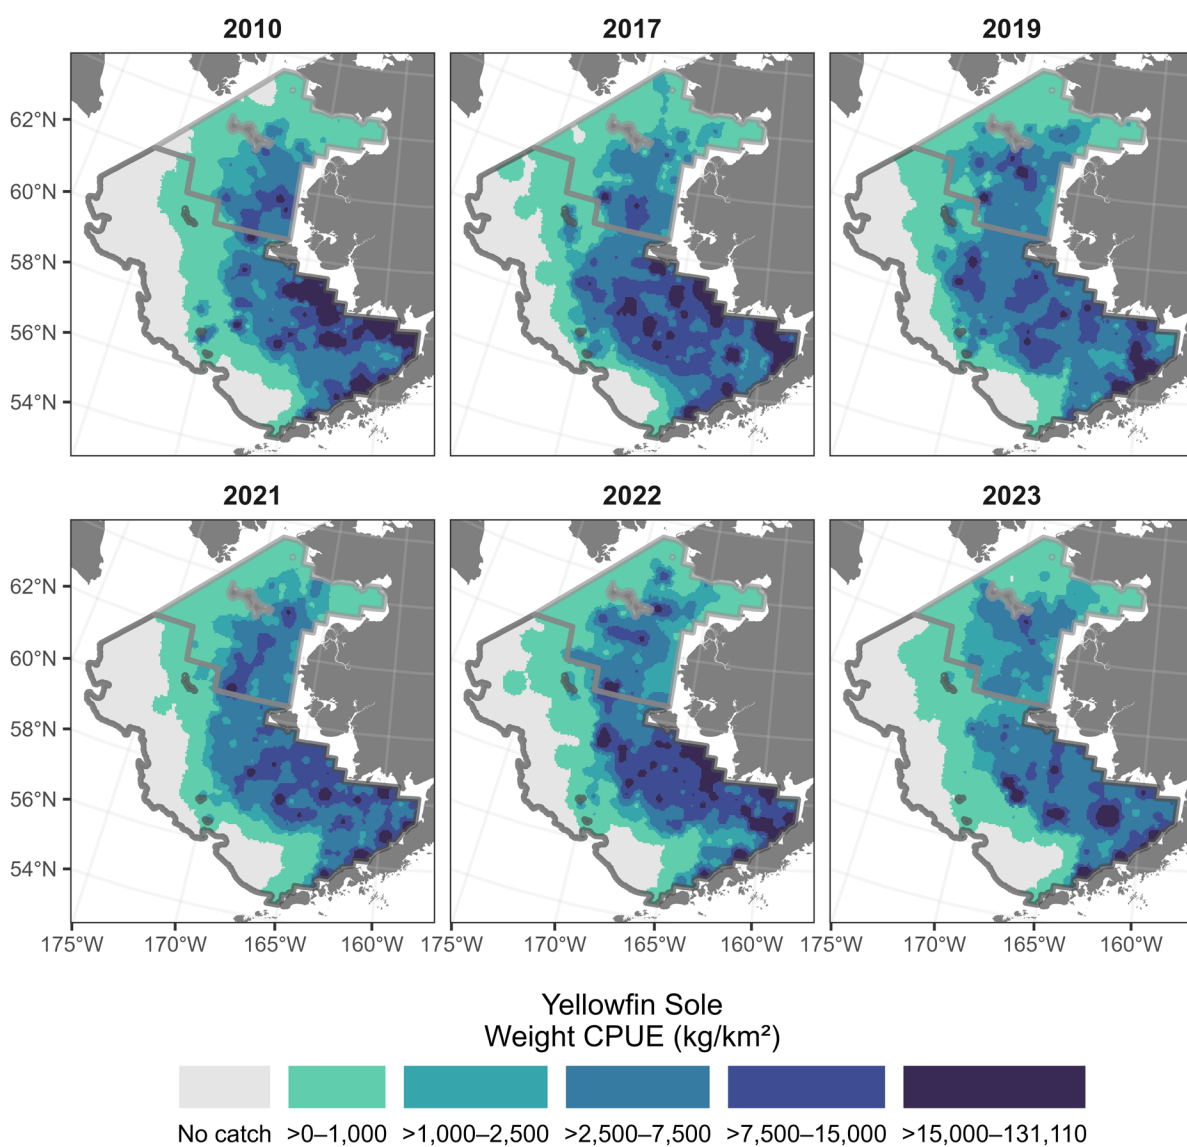 2010 2017 2019
62°N
60°N
58°N
56°N
54°N
2021 2022 2023
62°N
60°N
58°N
56°N
54°N
175°W 170°W 165°W 160°W 175°W 170°W 165°W 160°W 175°W 170°W 165°W 160°W
Yellowfin Sole
Weight CPUE (kg/km²)
No catch >0–1,000 >1,000–2,500 >2,500–7,500 >7,500–15,000 >15,000–131,110